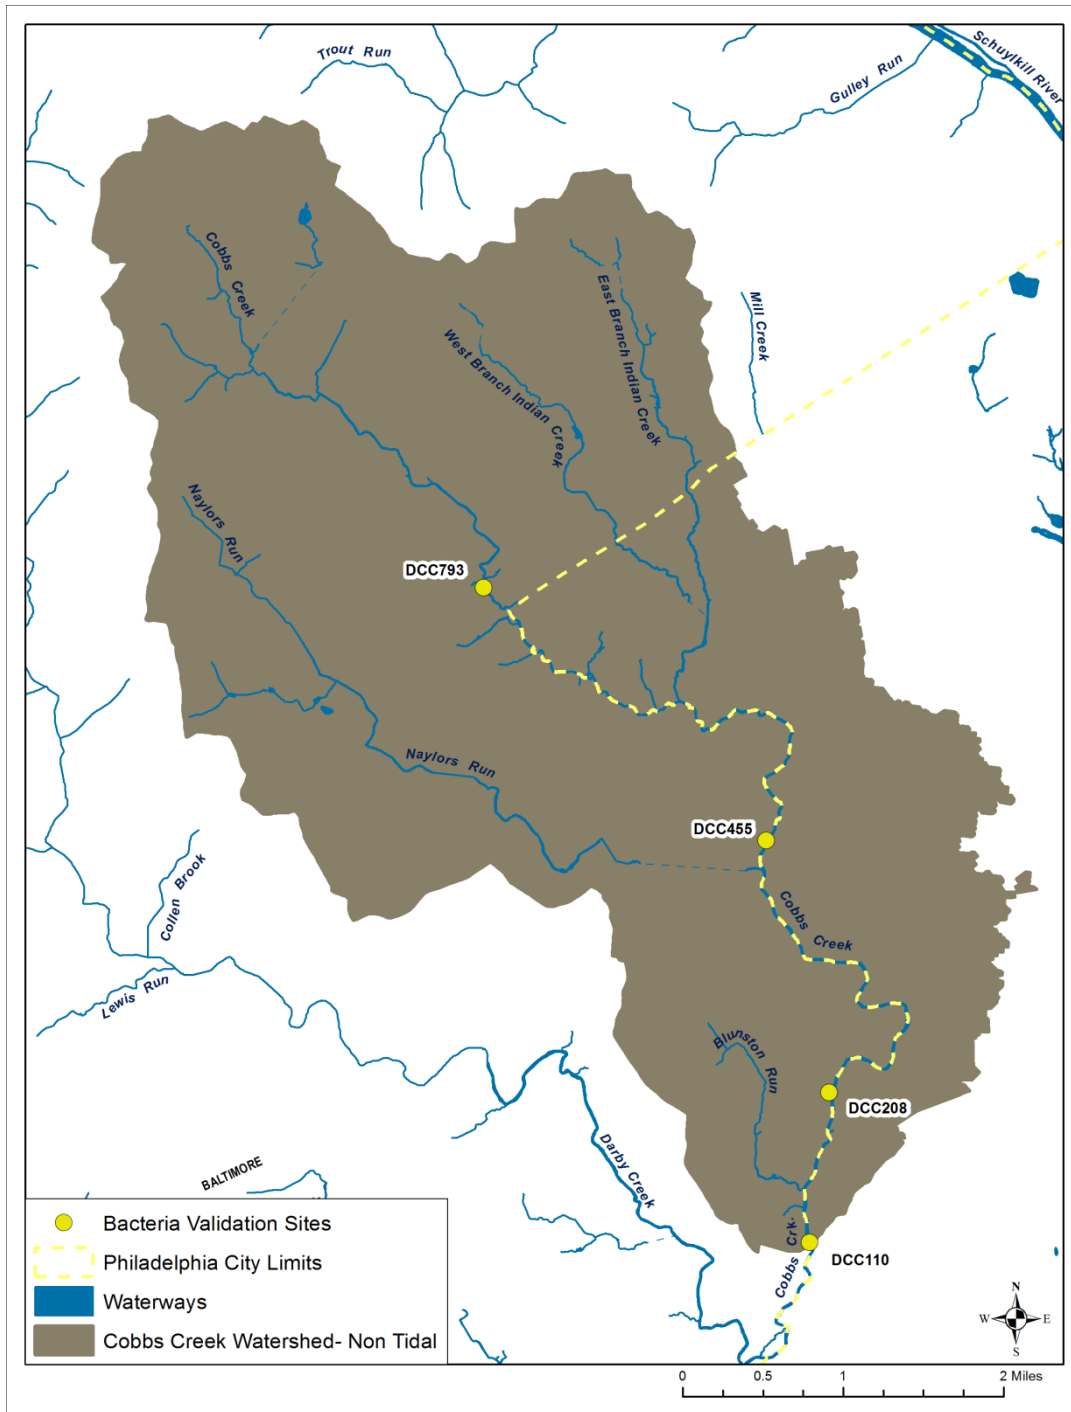 Trout Run
Gulley Run
Schuylkill River
Cobbs Creek
East Branch Indian Creek
Mill Creek
West Branch Indian Creek
Naylors Run
DCC793
Naylors Run
DCC455
Collen Brook
Cobbs Creek
Lewis Run
Blunston Run
DCC208
Darby Creek
BALTIMORE
Cobbs Crk.
DCC110
Bacteria Validation Sites
Philadelphia City Limits
Waterways
Cobbs Creek Watershed- Non Tidal
N
W E
S
0 0.5 1 2 Miles